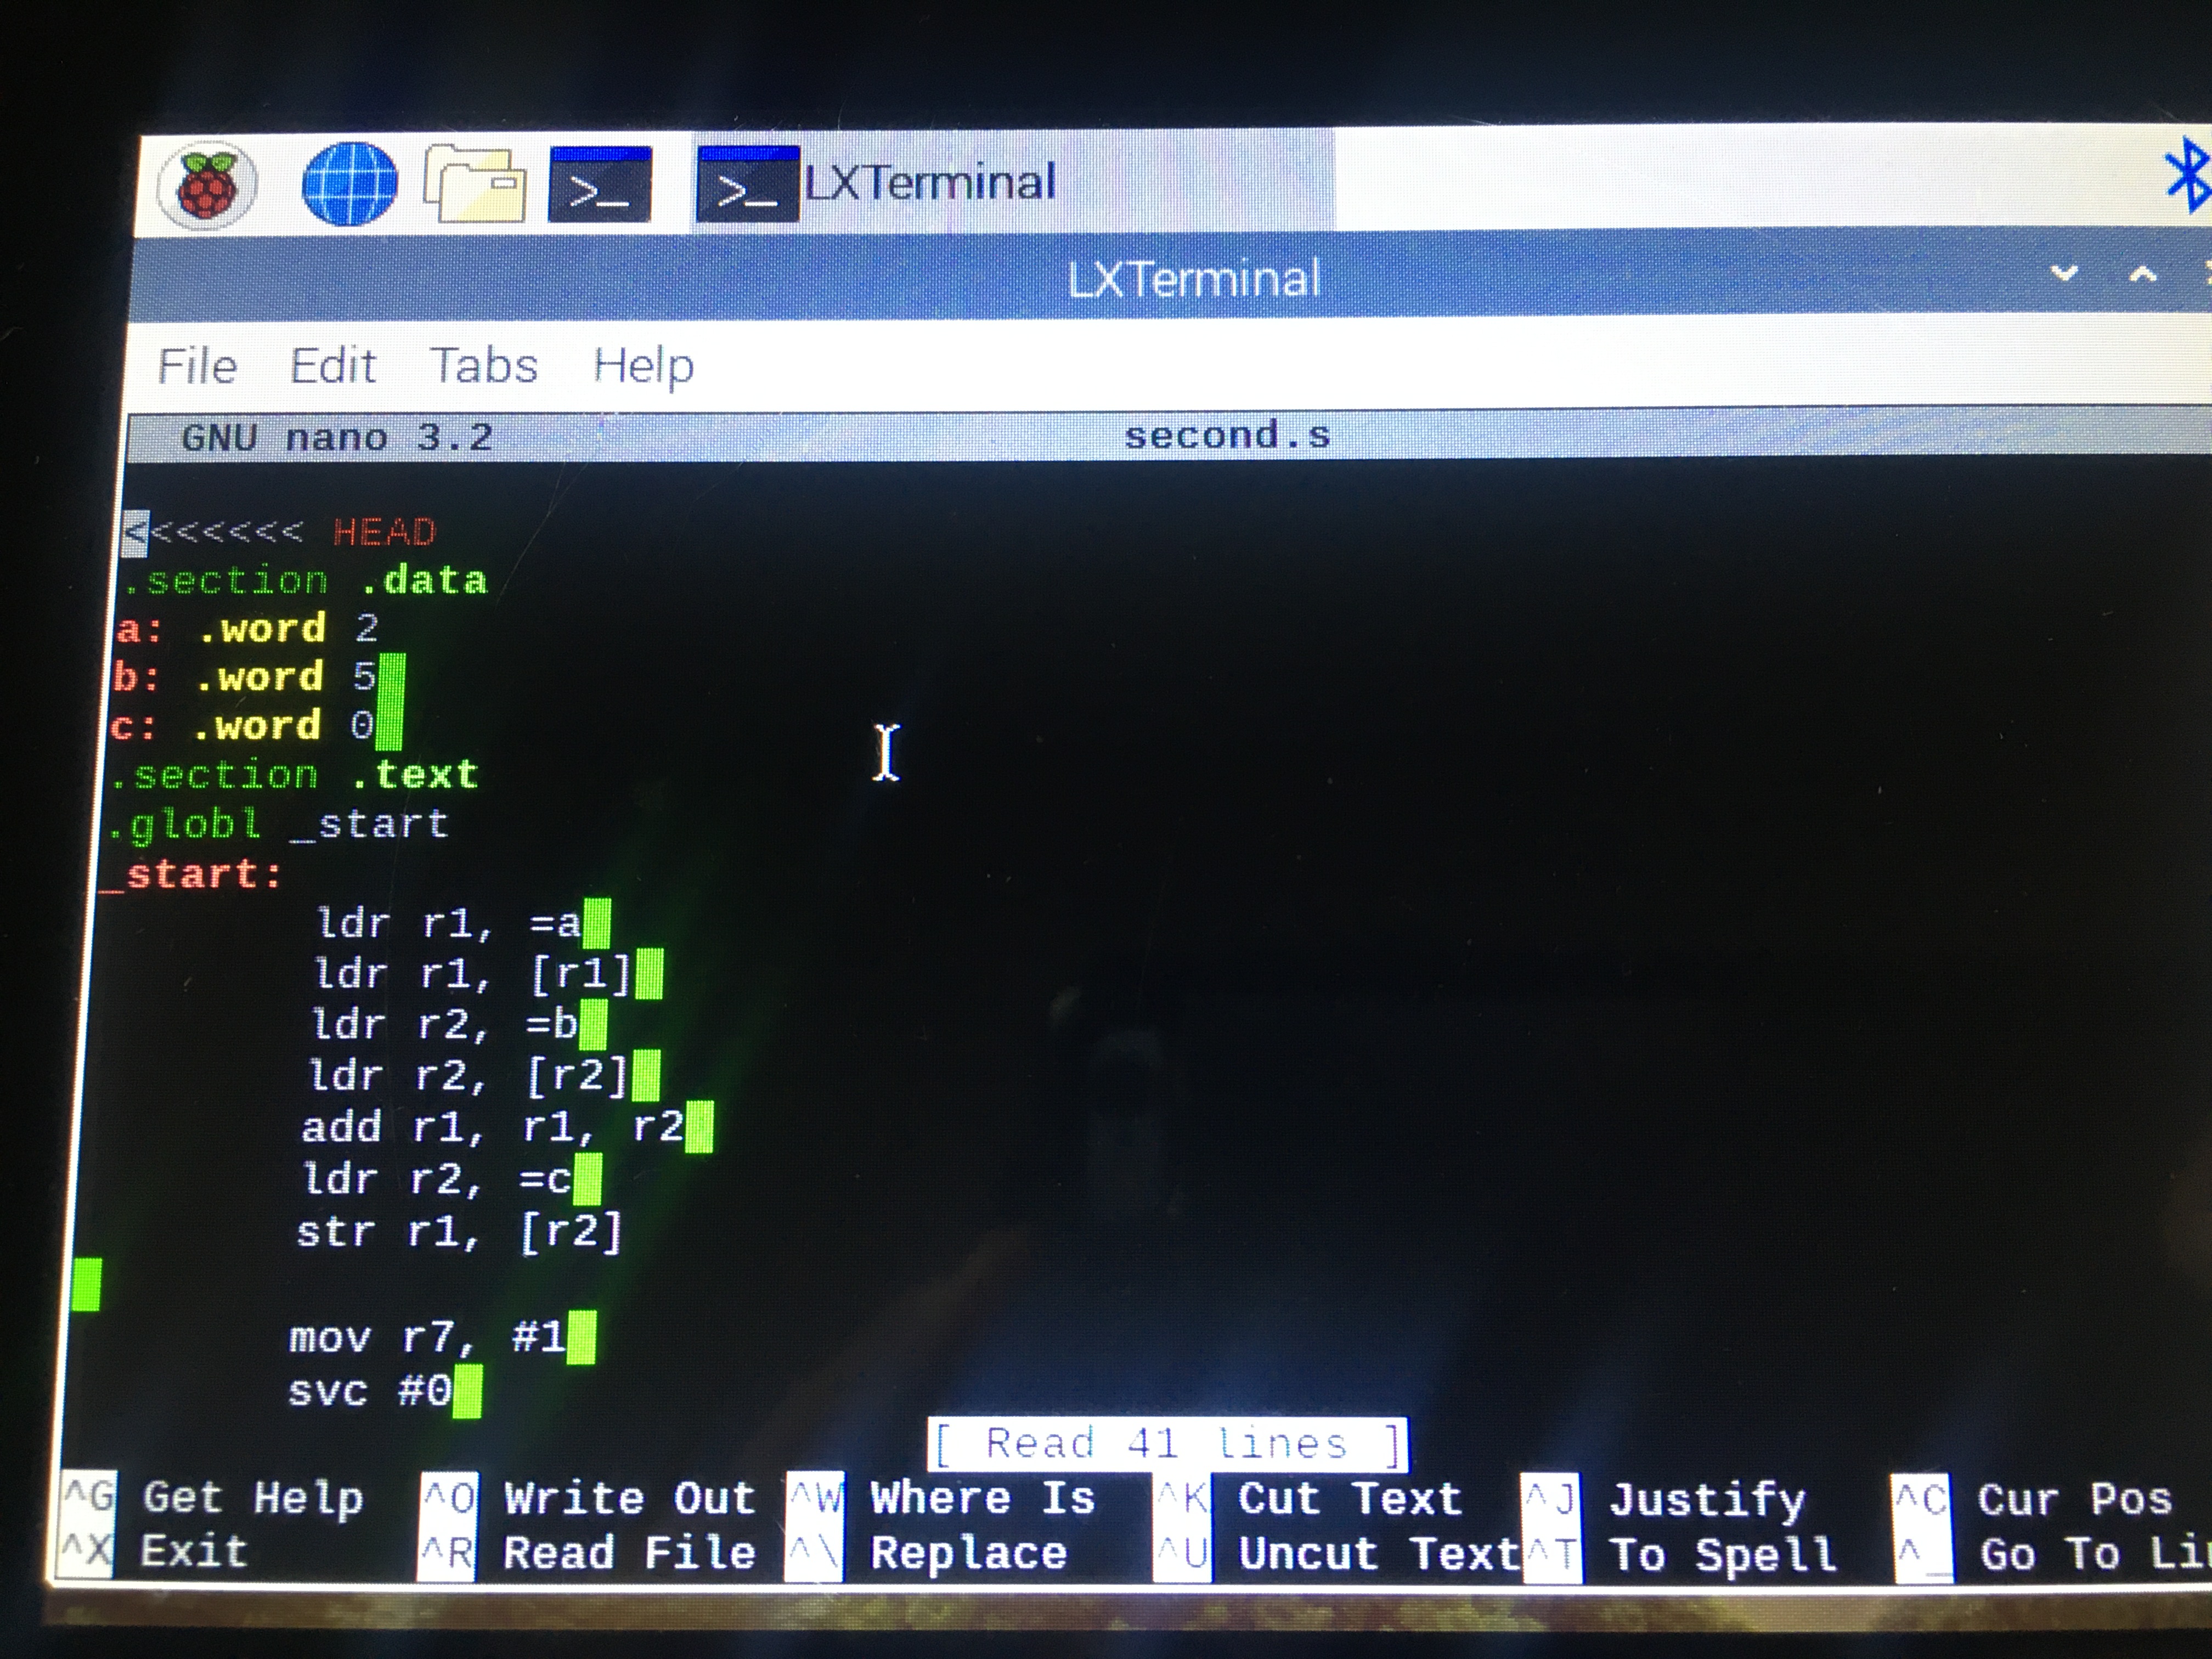 LXTerminal
LXTerminal
File Edit Tabs Help
GNU nano 3.2 second.s
<<<<<<< HEAD
.section .data
a: .word 2
b: .word 5
c: .word 0
.section .text
.globl _start
_start:
ldr r1, =a
ldr r1, [r1]
ldr r2, =b
ldr r2, [r2]
add r1, r1, r2
ldr r2, =c
str r1, [r2]
mov r7, #1
svc #0
[ Read 41 lines ]
^G Get Help ^O Write Out ^W Where Is ^K Cut Text ^J Justify ^C Cur Pos
^X Exit ^R Read File ^\ Replace ^U Uncut Text ^T To Spell ^_ Go To